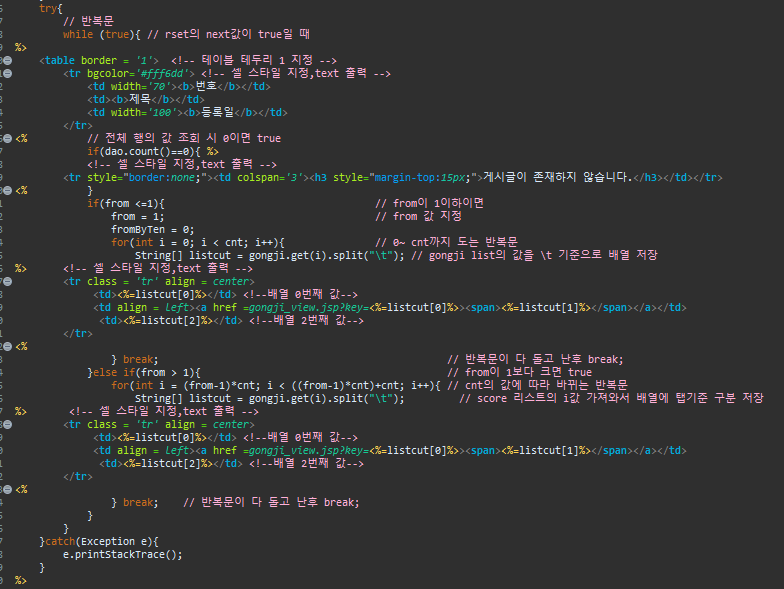 try{
// 반복문
while (true){ // rset의 next값이 true일 때
%>
<table border = '1'> <!-- 테이블 테두리 1 지정 -->
<tr bgcolor='#fff6dd'> <!-- 셀 스타일 지정,text 출력 -->
<td width='70'><b>번호</b></td>
<td><b>제목</b></td>
<td width='100'><b>등록일</b></td>
</tr>
<% // 전체 행의 값 조회 시 0이면 true
if(dao.count()==0){ %>
<!-- 셀 스타일 지정,text 출력 -->
<tr style="border:none;"><td colspan='3'><h3 style="margin-top:15px;">게시글이 존재하지 않습니다.</h3></td></tr>
<% }
if(from <=1){ // from이 1이하이면
from = 1; // from 값 지정
fromByTen = 0;
for(int i = 0; i < cnt; i++){ // 0~ cnt까지 도는 반복문
String[] listcut = gongji.get(i).split("\t"); // gongji list의 값을 \t 기준으로 배열 저장
%> <!-- 셀 스타일 지정,text 출력 -->
<tr class = 'tr' align = center>
<td><%=listcut[0]%></td> <!--배열 0번째 값-->
<td align = left><a href =gongji_view.jsp?key=<%=listcut[0]%>><span><%=listcut[1]%></span></a></td>
<td><%=listcut[2]%></td> <!--배열 2번째 값-->
</tr>
<%
} break; // 반복문이 다 돌고 난후 break;
}else if(from > 1){ // from이 1보다 크면 true
for(int i = (from-1)*cnt; i < ((from-1)*cnt)+cnt; i++){ // cnt의 값에 따라 바뀌는 반복문
String[] listcut = gongji.get(i).split("\t"); // score 리스트의 i값 가져와서 배열에 탭기준 구분 저장
%> <!-- 셀 스타일 지정,text 출력 -->
<tr class = 'tr' align = center>
<td><%=listcut[0]%></td> <!--배열 0번째 값-->
<td align = left><a href =gongji_view.jsp?key=<%=listcut[0]%>><span><%=listcut[1]%></span></a></td>
<td><%=listcut[2]%></td> <!--배열 2번째 값-->
</tr>
<%
} break; // 반복문이 다 돌고 난후 break;
}
}
}catch(Exception e){
e.printStackTrace();
}
%>